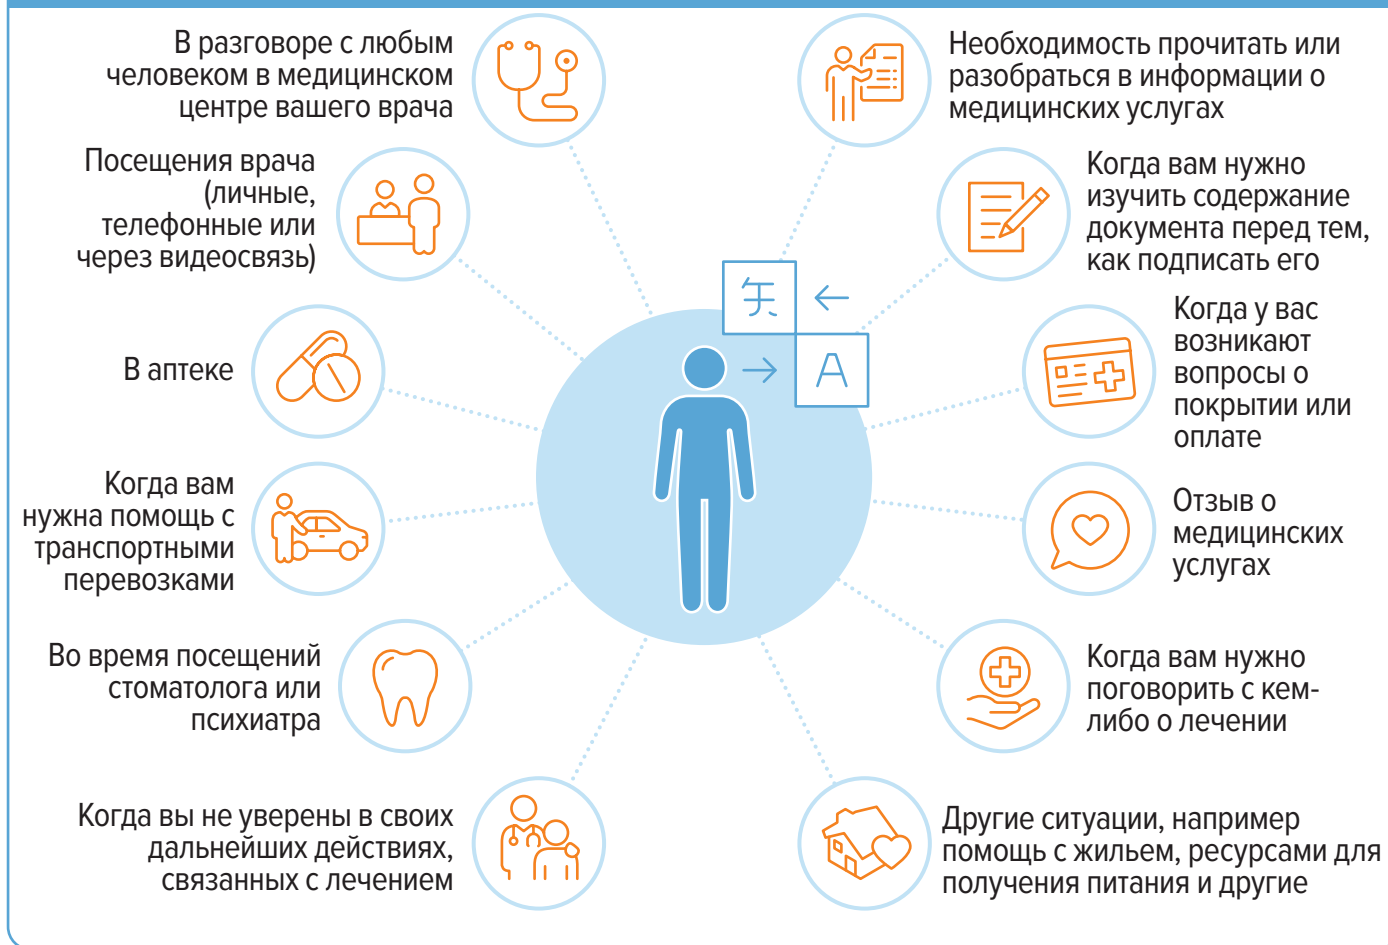 В разговоре с любым
человеком в медицинском
центре вашего врача
Посещения врача
(личные,
телефонные или
через видеосвязь)
В аптеке
Когда вам
нужна помощь с
транспортными
перевозками
Во время посещений
стоматолога или
психиатра
Когда вы не уверены в своих
дальнейших действиях,
связанных с лечением
A
Необходимость прочитать или
разобраться в информации о
медицинских услугах
Когда вам нужно
изучить содержание
документа перед тем,
как подписать его
Когда у вас
возникают
вопросы о
покрытии или
оплате
Отзыв о
медицинских
услугах
Когда вам нужно
поговорить с кем-
либо о лечении
Другие ситуации, например
помощь с жильем, ресурсами для
получения питания и другие